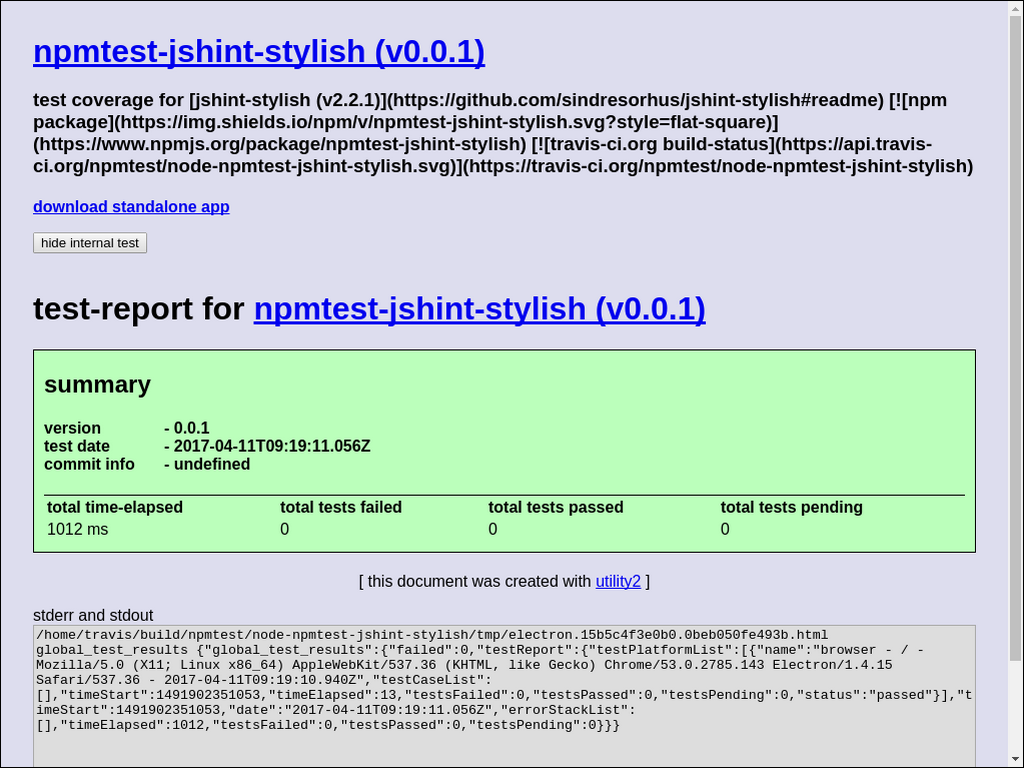 npmtest-jshint-stylish (v0.0.1)
test coverage for [jshint-stylish (v2.2.1)](https://github.com/sindresorhus/jshint-stylish#readme) [![npm
package](https://img.shields.io/npm/v/npmtest-jshint-stylish.svg?style=flat-square)]
(https://www.npmjs.org/package/npmtest-jshint-stylish) [![travis-ci.org build-status](https://api.travis-
ci.org/npmtest/node-npmtest-jshint-stylish.svg)](https://travis-ci.org/npmtest/node-npmtest-jshint-stylish)
download standalone app
hide internal test
test-report for npmtest-jshint-stylish (v0.0.1)
summary
version - 0.0.1
test date - 2017-04-11T09:19:11.056Z
commit info - undefined
total time-elapsed total tests failed total tests passed total tests pending
1012 ms 0 0 0
[ this document was created with utility2 ]
stderr and stdout
/home/travis/build/npmtest/node-npmtest-jshint-stylish/tmp/electron.15b5c4f3e0b0.0beb050fe493b.html
global_test_results {"global_test_results":{"failed":0,"testReport":{"testPlatformList":[{"name":"browser - / -
Mozilla/5.0 (X11; Linux x86_64) AppleWebKit/537.36 (KHTML, like Gecko) Chrome/53.0.2785.143 Electron/1.4.15
Safari/537.36 - 2017-04-11T09:19:10.940Z","testCaseList":
[],"timeStart":1491902351053,"timeElapsed":13,"testsFailed":0,"testsPassed":0,"testsPending":0,"status":"passed"}],"t
imeStart":1491902351053,"date":"2017-04-11T09:19:11.056Z","errorStackList":
[],"timeElapsed":1012,"testsFailed":0,"testsPassed":0,"testsPending":0}}}